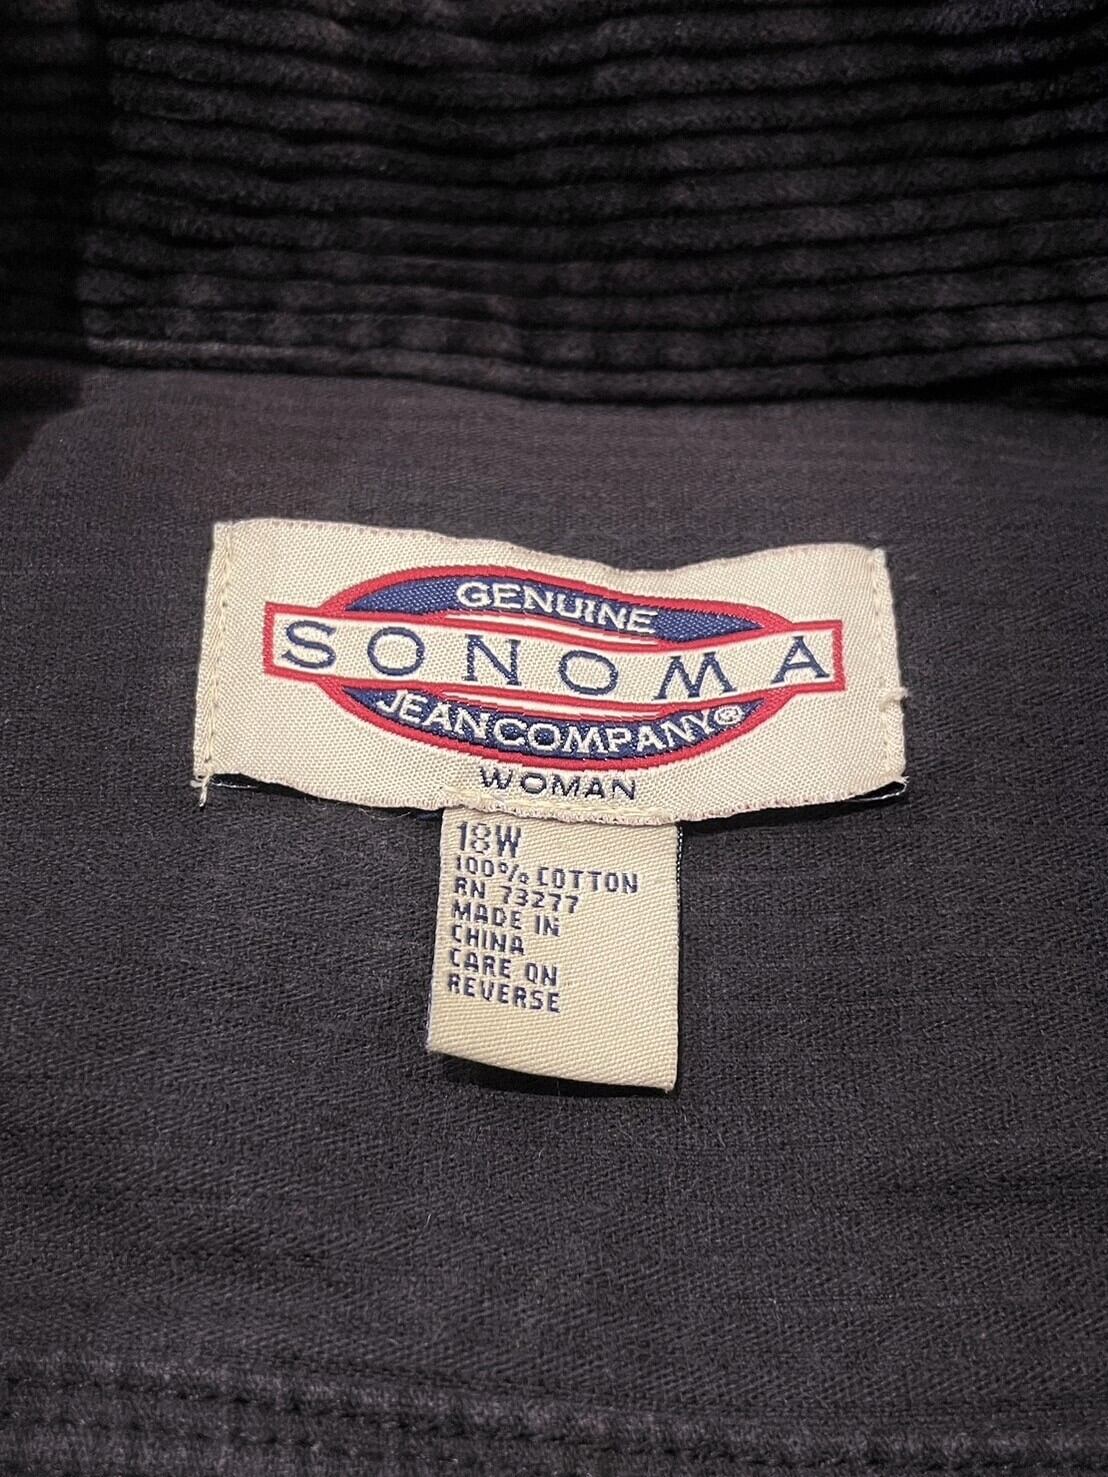 GENUINE
SONOMA
JEANCOMPANY®
WOMAN
18W
100% COTTON
RN 73277
MADE IN
CHINA
CARE ON
REVERSE